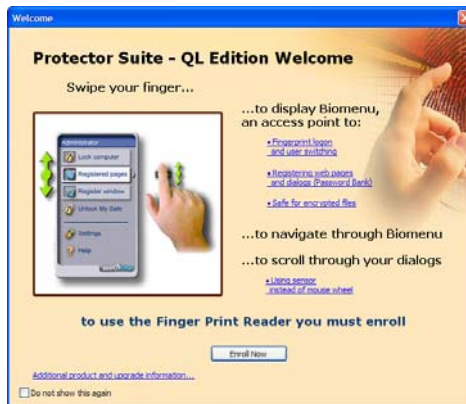 Welcome
Protector Suite - QL Edition Welcome
Swipe your finger...
Administrator
Lock computer
Registered pages
Register window
Unlock My Safe
Settings
Help
...to display Biomenu,
an access point to:
• Fingerprint logon
and user switching
• Registering web pages
and dialogs (Password Bank)
• Safe for encrypted files
...to navigate through Biomenu
...to scroll through your dialogs
• Using sensor
instead of mouse wheel
to use the Finger Print Reader you must enroll
Enroll Now
Additional product and upgrade information...
Do not show this again